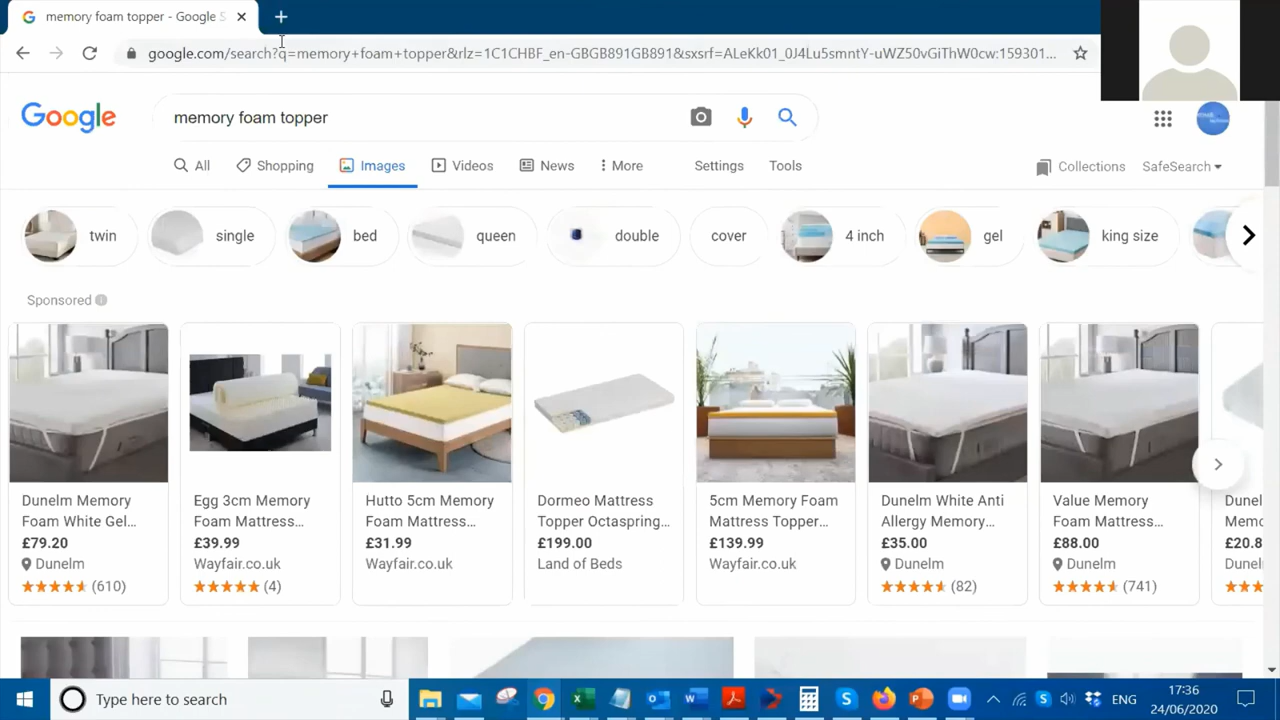 memory foam topper - Google S
google.com/search?q=memory+foam+topper&rlz=1C1CHBF_en-GBGB891GB891&sxsrf=ALeKk01_0J4Lu5smntY-uWZ50vGiThW0cw:159301...
Google
memory foam topper
All
Shopping
Images
Videos
News
More
Settings
Tools
Collections
SafeSearch
twin
single
bed
queen
double
cover
4 inch
gel
king size
Sponsored
Dunelm Memory
Foam White Gel...
£79.20
Dunelm
(610)
Egg 3cm Memory
Foam Mattress...
£39.99
Wayfair.co.uk
(4)
Hutto 5cm Memory
Foam Mattress...
£31.99
Wayfair.co.uk
Dormeo Mattress
Topper Octaspring...
£199.00
Land of Beds
5cm Memory Foam
Mattress Topper...
£139.99
Wayfair.co.uk
Dunelm White Anti
Allergy Memory...
£35.00
Dunelm
(82)
Value Memory
Foam Mattress...
£88.00
Dunelm
(741)
Dunel
Memo
£20.8
Dunel
Type here to search
ENG
17:36
24/06/2020